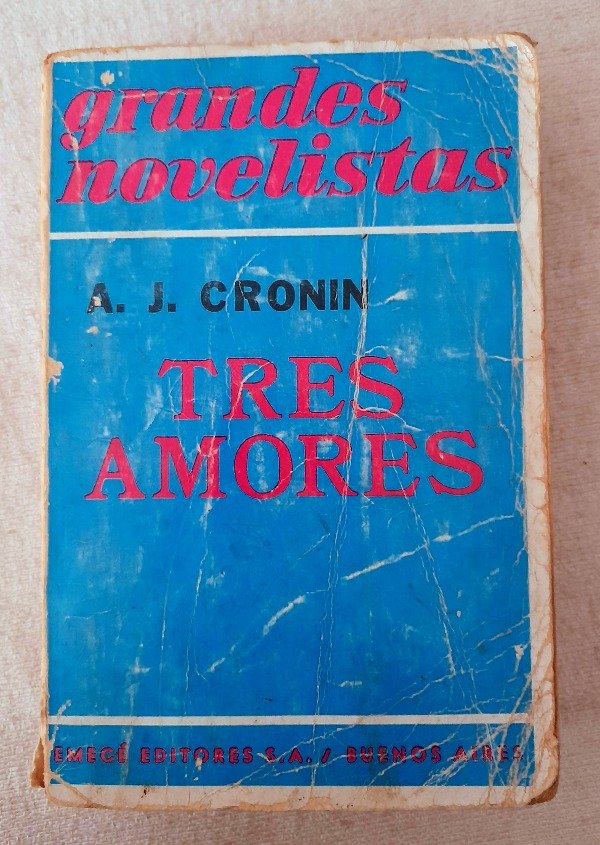 grandes
novelistas
A. J. CRONIN
TRES
AMORES
EMECÉ EDITORES S.A. / BUENOS AIRES